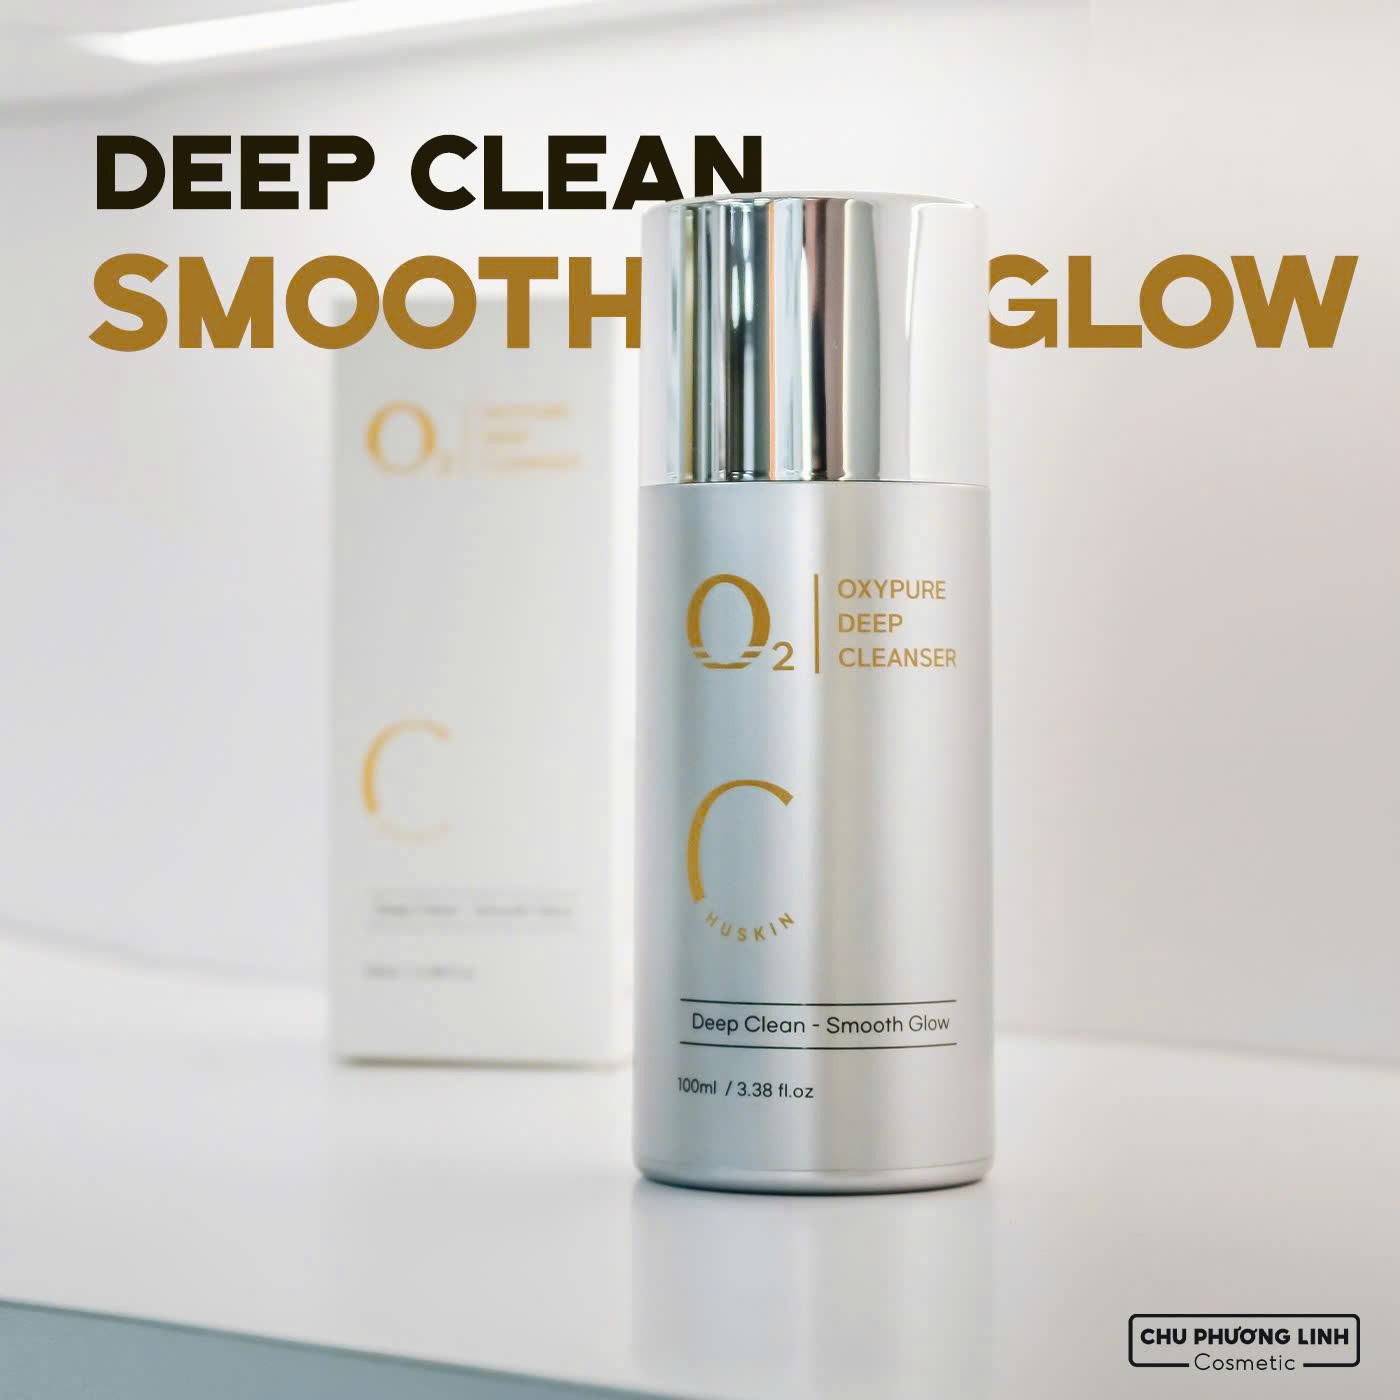 DEEP CLEAN
SMOOTH GLOW
O2
OXYPURE
DEEP
CLEANSER
O2
C
C
HUSKIN
Deep Clean - Smooth Glow
100ml / 3.38 fl.oz
CHU PHƯƠNG LINH
Cosmetic